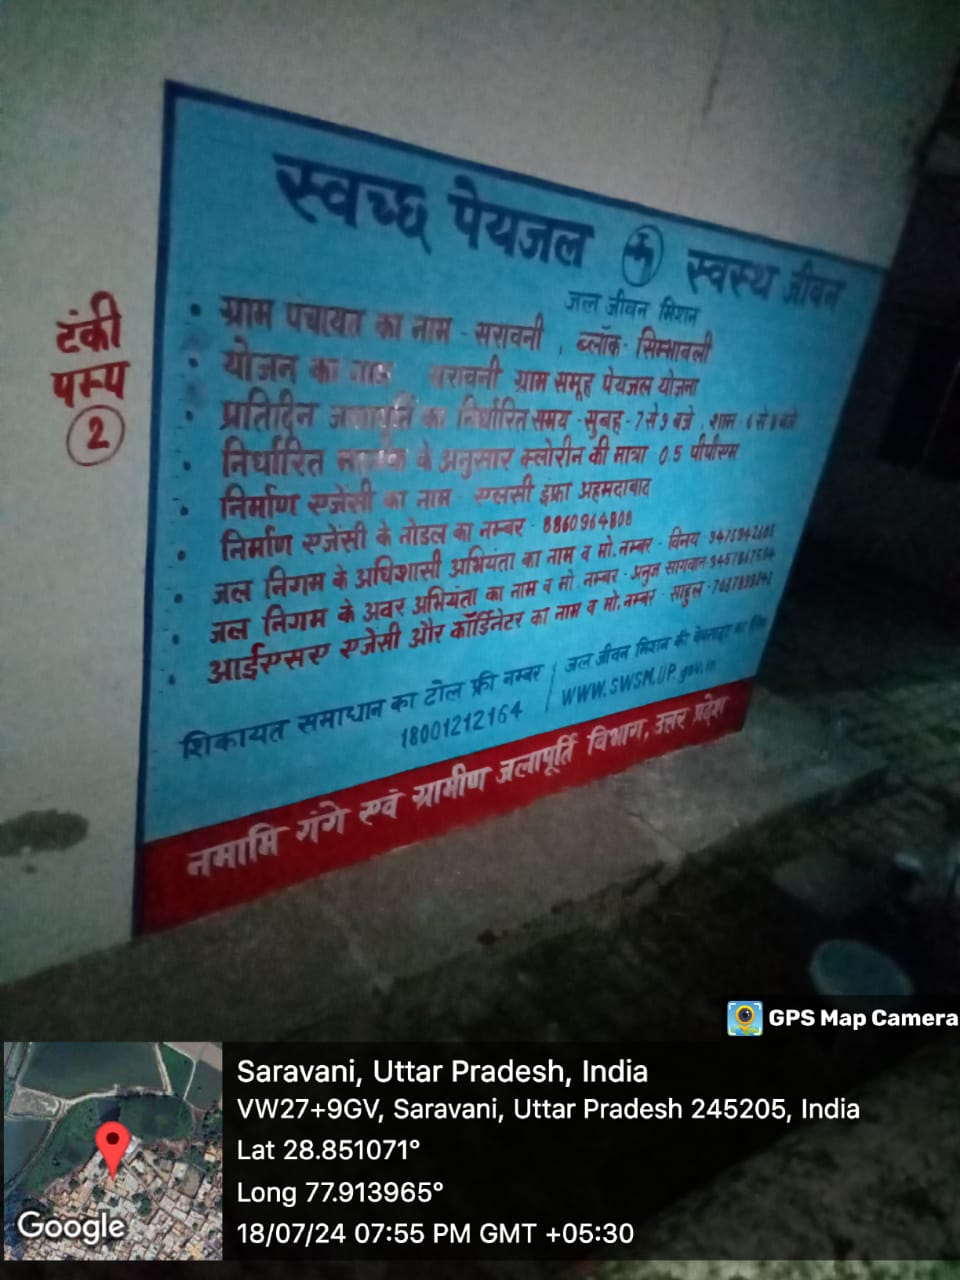 स्वच्छ पेयजल स्वस्थ जीवन
जल जीवन मिशन
टंकी
पम्प
2
• ग्राम पंचायत का नाम - सरावनी , ब्लॉक - सिम्भावली
• योजन का नाम सरावनी ग्राम समूह पेयजल योजना
• प्रतिदिन जलापूर्ति का निर्धारित समय - सुबह - 7 से 9 बजे , शाम - 6 से 8 बजे
• निर्धारित के अनुसार क्लोरीन की मात्रा 0.5 पीपीएम
• निर्माण एजेंसी का नाम - एलसी इंफ्रा अहमदाबाद
• निर्माण एजेंसी के नोडल का नम्बर - 8860964808
• जल निगम के अधिशासी अभियंता का नाम व मो. नम्बर - विनय -
• जल निगम के अवर अभियंता का नाम व मो. नम्बर - अनुज सागवान
• आईएसए एजेंसी और कॉर्डिनेटर का नाम व मो. नम्बर -
शिकायत समाधान का टोल फ्री नम्बर
18001212164
जल जीवन मिशन की का
WWW.SWSM.UP.gov.in
नमामि गंगे एवं ग्रामीण जलापूर्ति विभाग, उत्तर प्रदेश
GPS Map Camera
Saravani, Uttar Pradesh, India
VW27+9GV, Saravani, Uttar Pradesh 245205, India
Lat 28.851071°
Long 77.913965°
18/07/24 07:55 PM GMT +05:30
Google